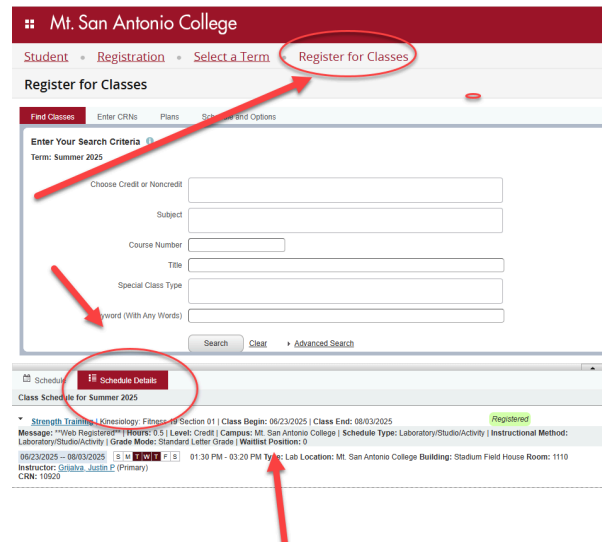 Mt. San Antonio College
Student • Registration • Select a Term • Register for Classes
Register for Classes
Find Classes Enter CRNs Plans Schedule and Options
Enter Your Search Criteria
Term: Summer 2025
Choose Credit or Noncredit
Subject
Course Number
Title
Special Class Type
Keyword (With Any Words)
Search Clear Advanced Search
Schedule Schedule Details
Class Schedule for Summer 2025
Strength Training | Kinesiology: Fitness 19 Section 01 | Class Begin: 06/23/2025 | Class End: 08/03/2025 Registered
Message: **Web Registered** | Hours: 0.5 | Level: Credit | Campus: Mt. San Antonio College | Schedule Type: Laboratory/Studio/Activity | Instructional Method:
Laboratory/Studio/Activity | Grade Mode: Standard Letter Grade | Waitlist Position: 0
06/23/2025 -- 08/03/2025 S M T W T F S 01:30 PM - 03:20 PM Type: Lab Location: Mt. San Antonio College Building: Stadium Field House Room: 1110
Instructor: Grijalva, Justin P (Primary)
CRN: 10920